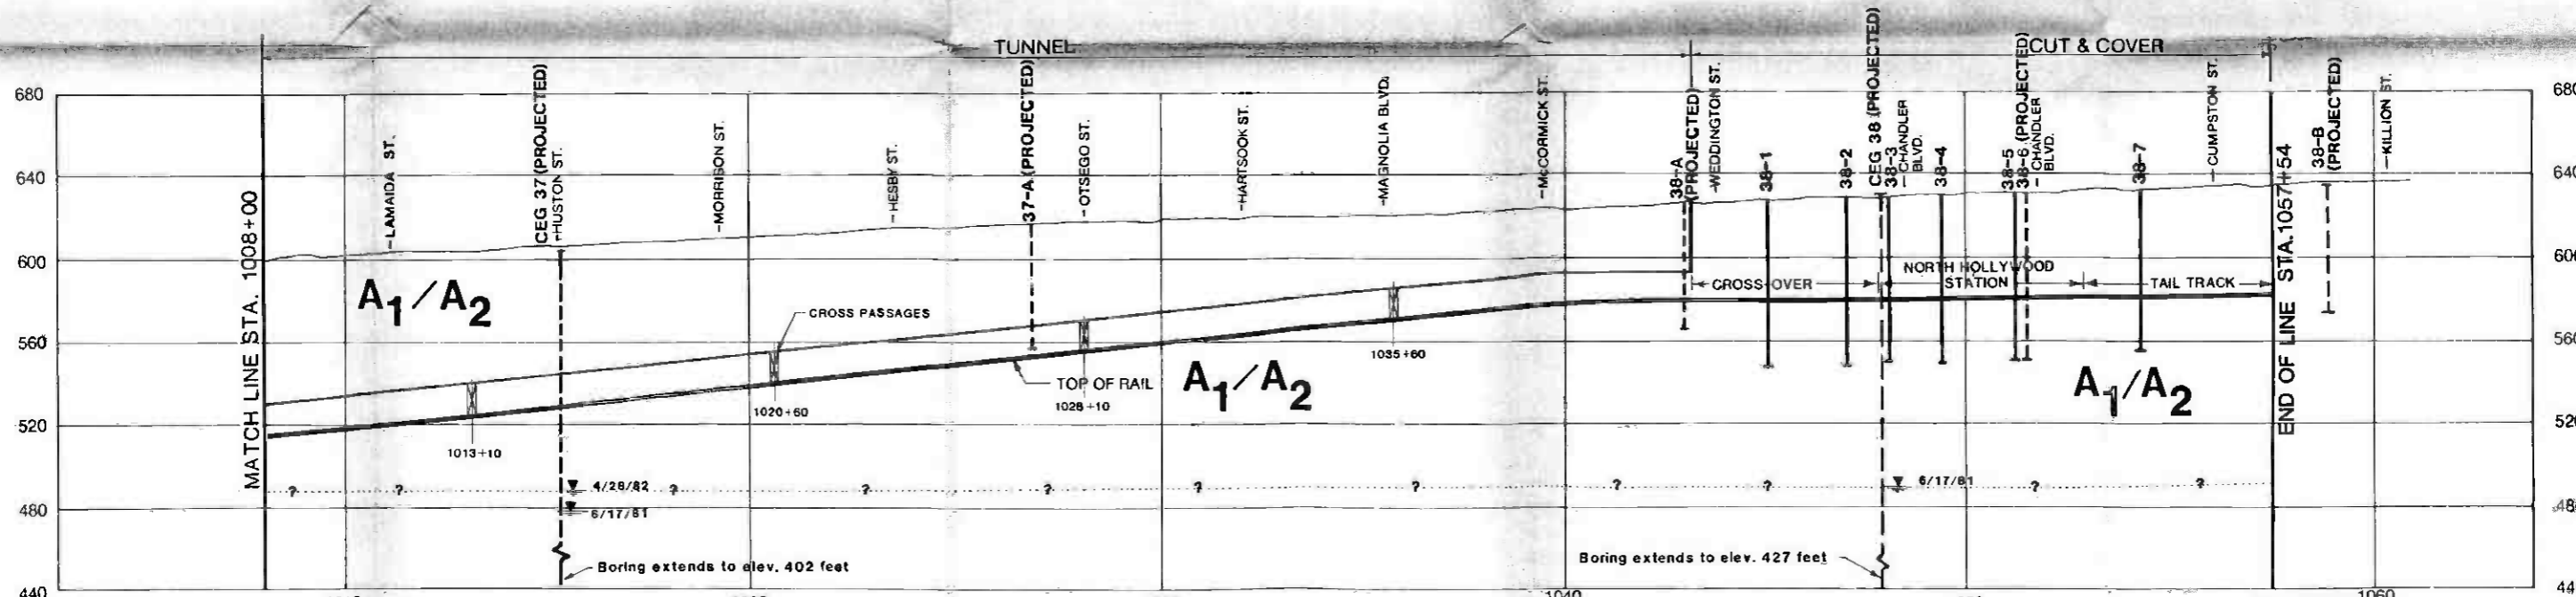 TUNNEL
CUT & COVER
680
640
600
560
520
480
440
MATCH LINE STA. 1008+00
LAMAIDA ST.
CEG 37 (PROJECTED)
HUSTON ST.
MORRISON ST.
HESBY ST.
37-A (PROJECTED)
OTSEGO ST.
HARTSOOK ST.
MAGNOLIA BLVD.
McCORMICK ST.
38-A
(PROJECTED)
WEDDINGTON ST.
38-1
38-2
CEG 38 (PROJECTED)
38-3
CHANDLER
BLVD.
38-4
38-5
38-6 (PROJECTED)
CHANDLER
BLVD.
38-7
CUMPSTON ST.
END OF LINE STA.1057+54
38-B
(PROJECTED)
KILLION ST.
A1/A2
CROSS PASSAGES
CROSS-OVER
NORTH HOLLYWOOD
STATION
TAIL TRACK
TOP OF RAIL
A1/A2
A1/A2
1013+10
1020+60
1028+10
1035+60
? ? ? ? ? ? ? ? ? ? ?
4/28/82
6/17/81
6/17/81
Boring extends to elev. 402 feet
Boring extends to elev. 427 feet
1040
1060